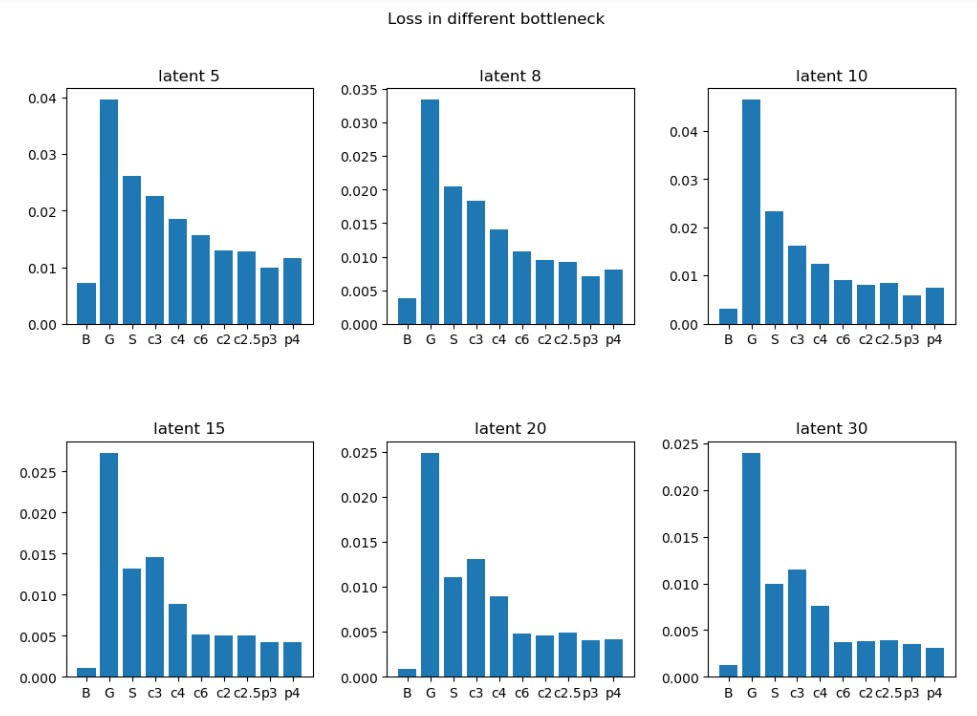 Loss in different bottleneck
latent 5
0.04
0.03
0.02
0.01
0.00
B G S c3 c4 c6 c2 c2.5 p3 p4
latent 8
0.035
0.030
0.025
0.020
0.015
0.010
0.005
0.000
B G S c3 c4 c6 c2 c2.5 p3 p4
latent 10
0.04
0.03
0.02
0.01
0.00
B G S c3 c4 c6 c2 c2.5 p3 p4
latent 15
0.025
0.020
0.015
0.010
0.005
0.000
B G S c3 c4 c6 c2 c2.5 p3 p4
latent 20
0.025
0.020
0.015
0.010
0.005
0.000
B G S c3 c4 c6 c2 c2.5 p3 p4
latent 30
0.025
0.020
0.015
0.010
0.005
0.000
B G S c3 c4 c6 c2 c2.5 p3 p4